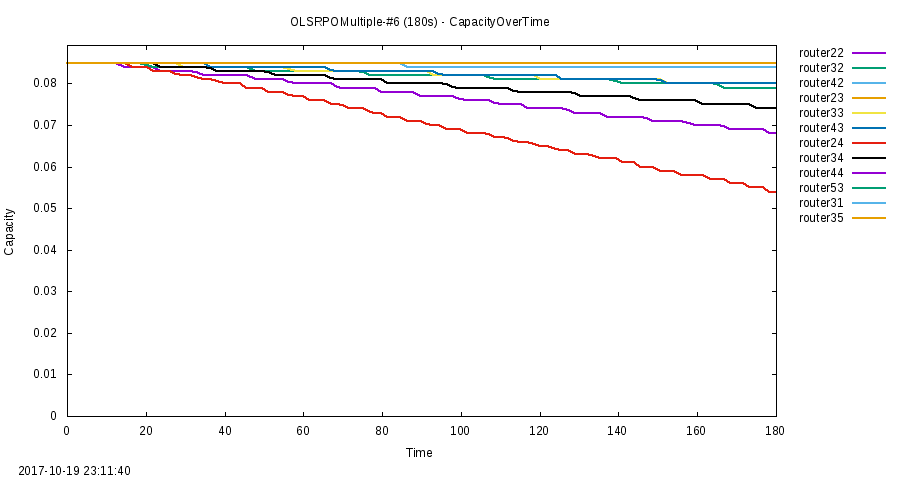 OLSRPOMultiple-#6 (180s) - CapacityOverTime
router22
router32
router42
router23
router33
router43
router24
router34
router44
router53
router31
router35
0.08
0.07
0.06
0.05
0.04
0.03
0.02
0.01
0
Capacity
0 20 40 60 80 100 120 140 160 180
Time
2017-10-19 23:11:40